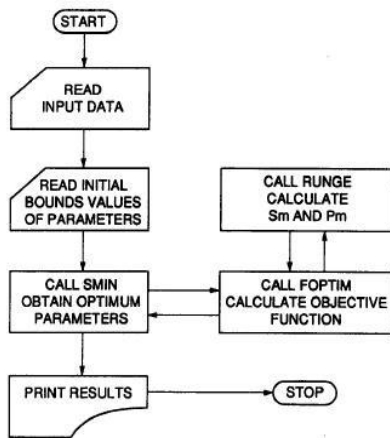 START
READ
INPUT DATA
READ INITIAL
BOUNDS VALUES
OF PARAMETERS
CALL RUNGE
CALCULATE
Sm AND Pm
CALL SMIN
OBTAIN OPTIMUM
PARAMETERS
CALL FOPTIM
CALCULATE OBJECTIVE
FUNCTION
PRINT RESULTS
STOP